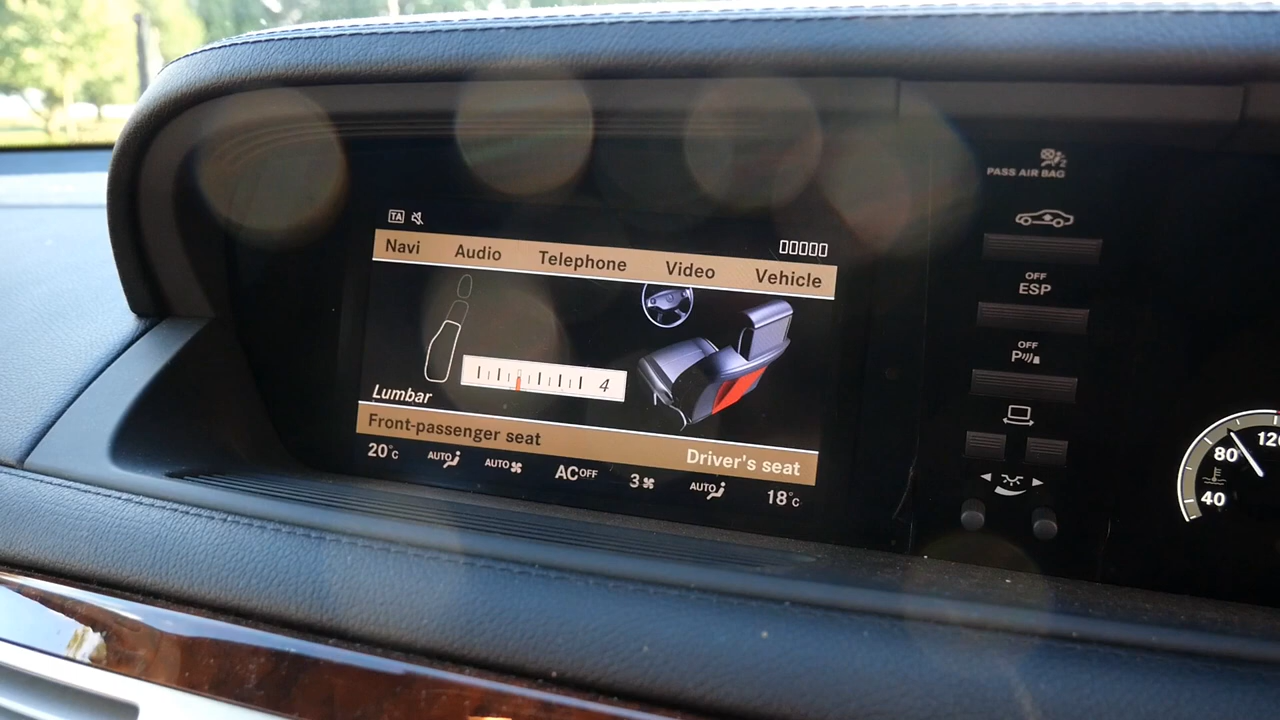 TA
Navi Audio Telephone Video Vehicle
4
Lumbar
Front-passenger seat
Driver's seat
20°C AUTO AUTO AC OFF 3 AUTO 18°C
PASS AIR BAG
OFF
ESP
OFF
P
120
80
40